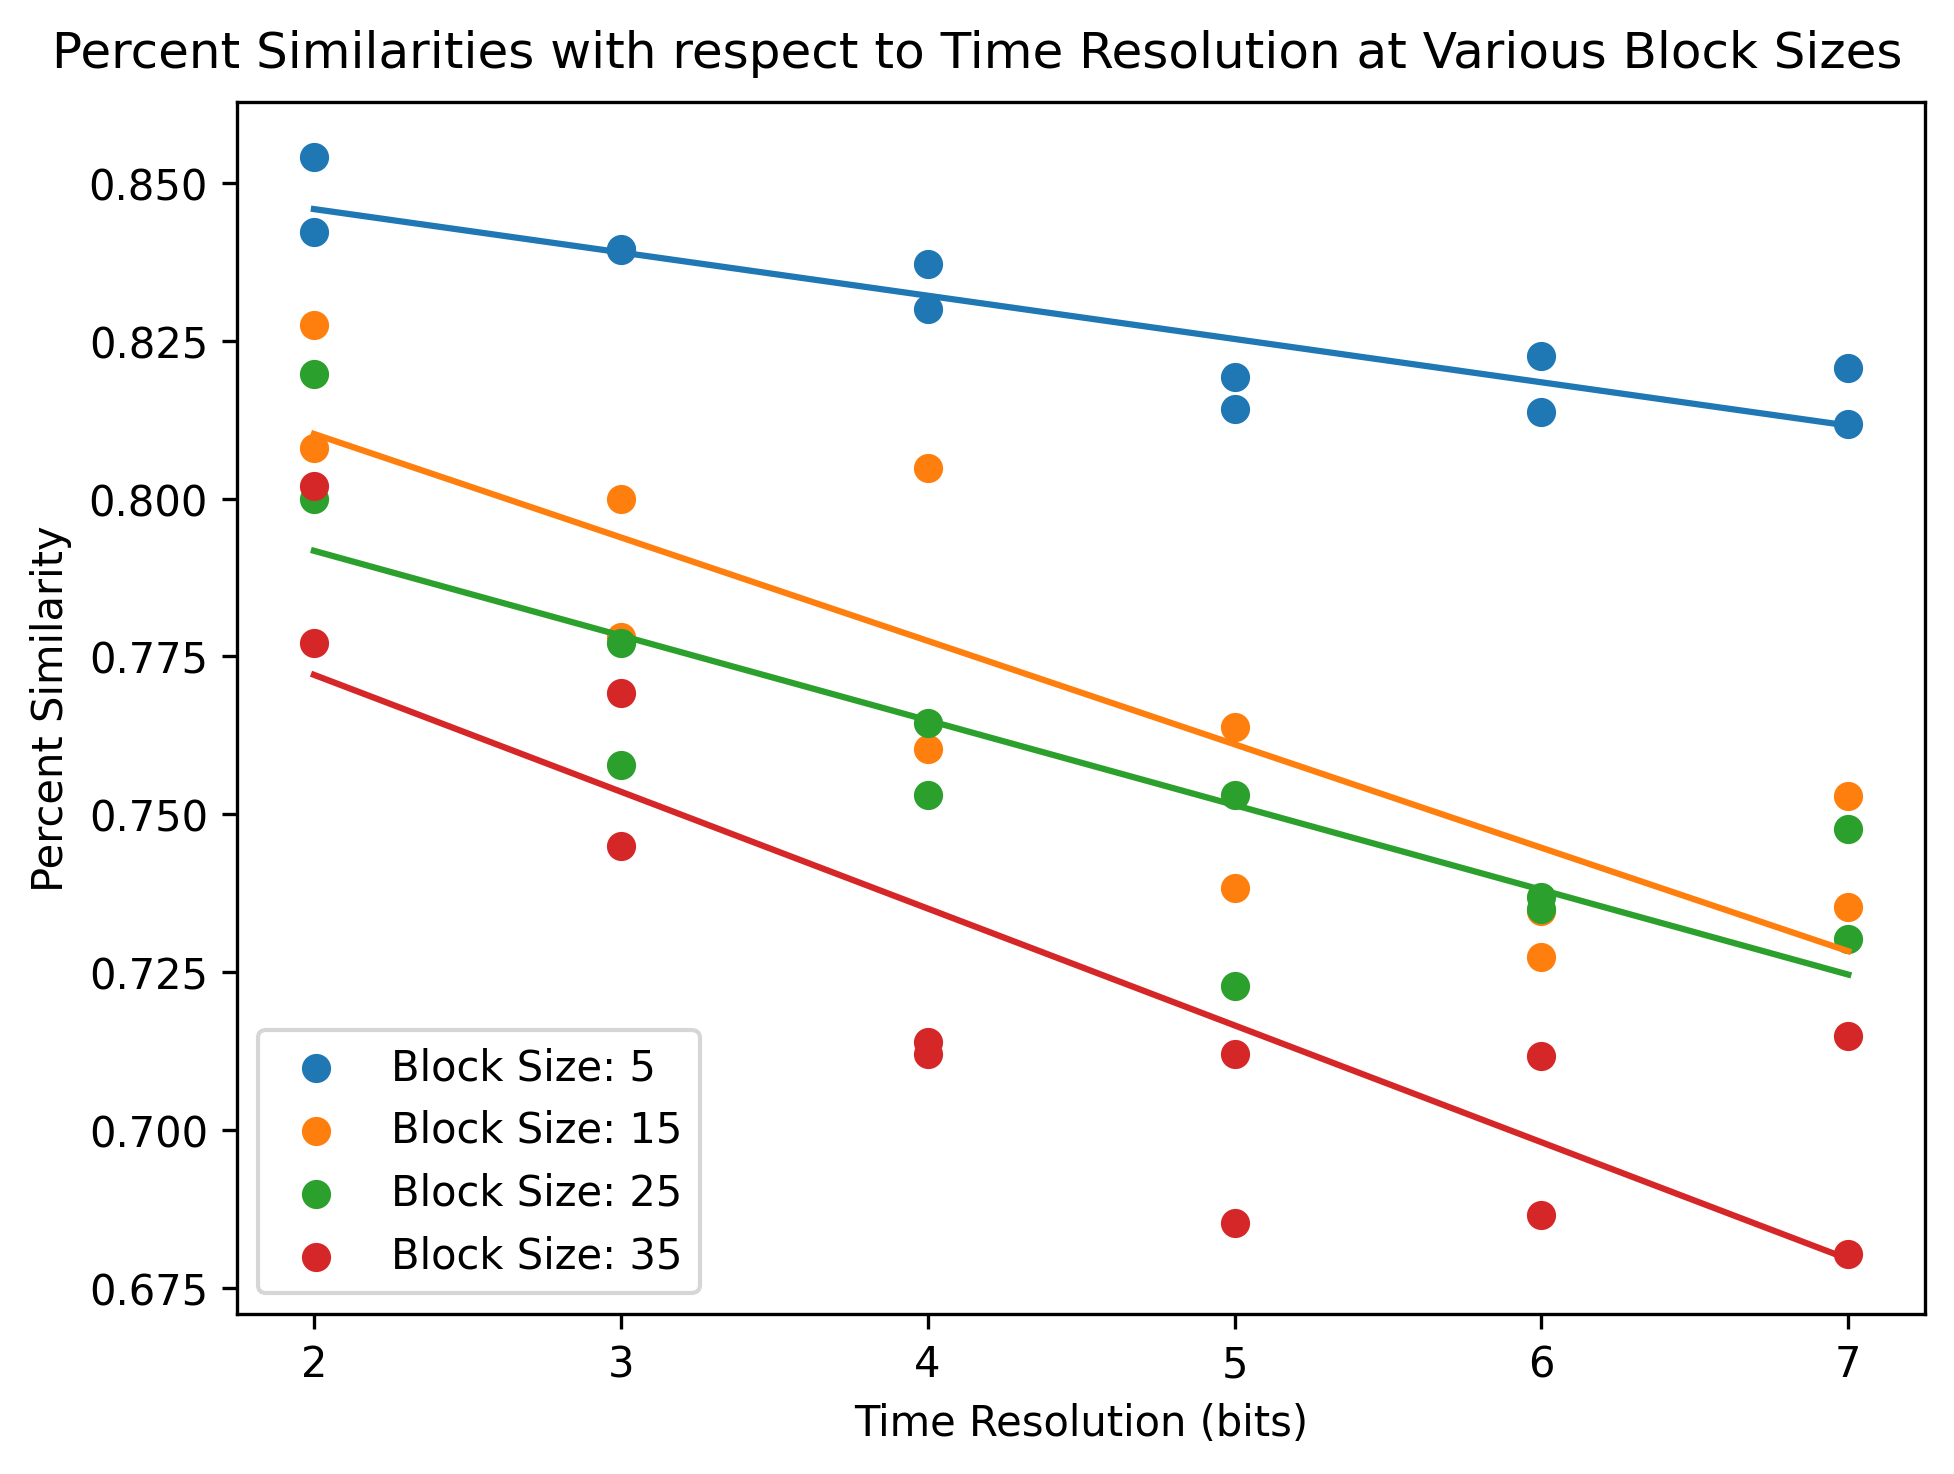 Percent Similarities with respect to Time Resolution at Various Block Sizes
Percent Similarity
0.850
0.825
0.800
0.775
0.750
0.725
0.700
0.675
Block Size: 5
Block Size: 15
Block Size: 25
Block Size: 35
2 3 4 5 6 7
Time Resolution (bits)